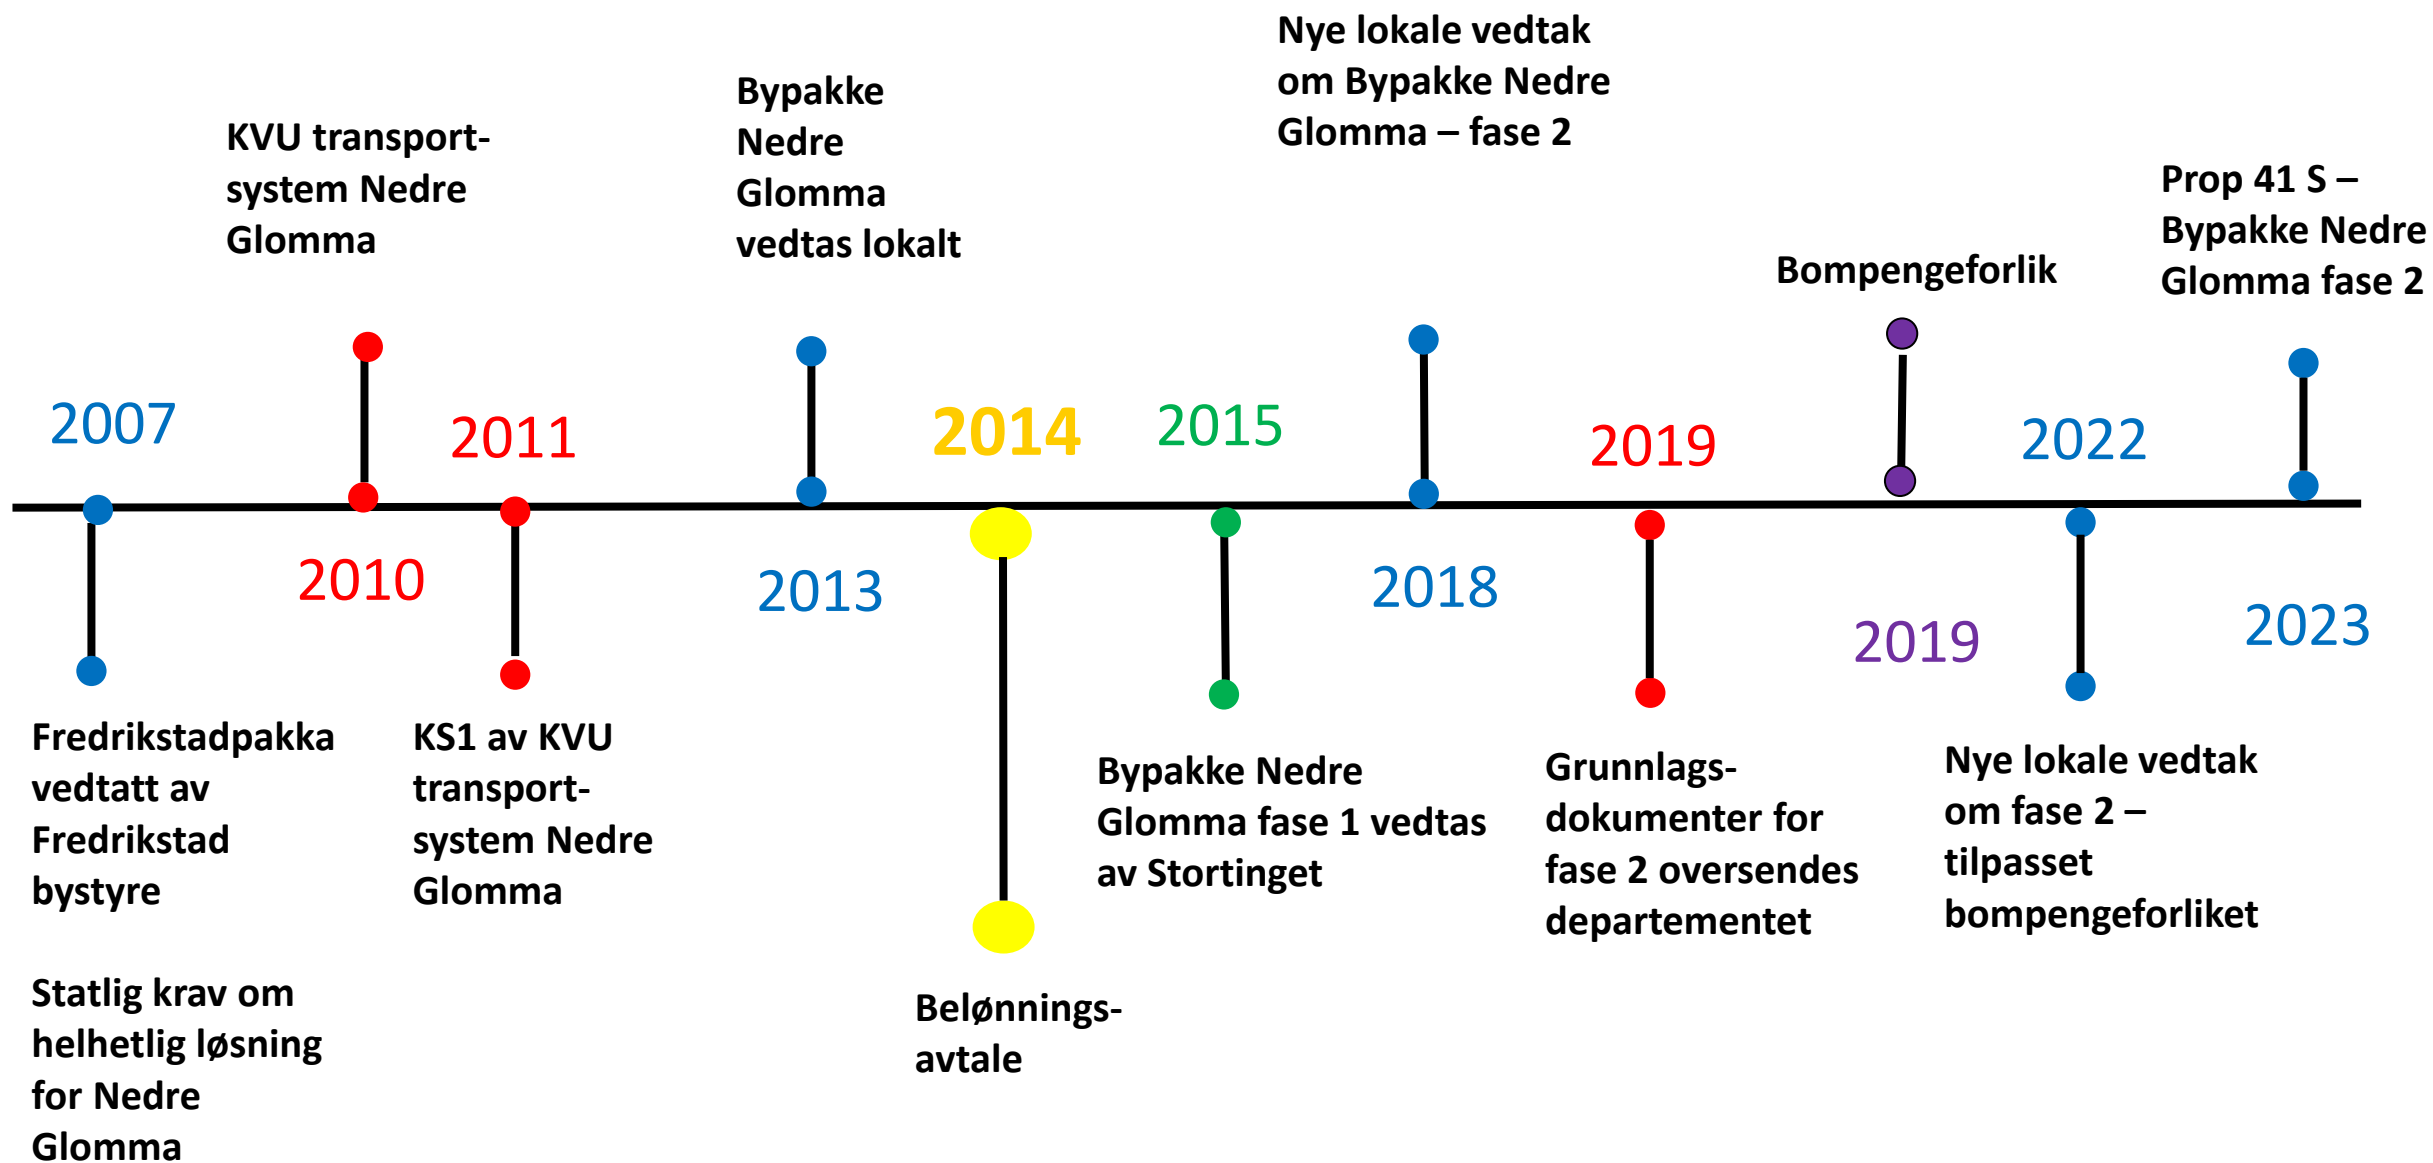 Nye lokale vedtak
om Bypakke Nedre
Glomma – fase 2
Bypakke
Nedre
Glomma
vedtas lokalt
KVU transport-
system Nedre
Glomma
Prop 41 S –
Bypakke Nedre
Glomma fase 2
Bompengeforlik
2007
2011
2014
2015
2019
2022
2010
2013
2018
2019
2023
Fredrikstadpakka
vedtatt av
Fredrikstad
bystyre
Statlig krav om
helhetlig løsning
for Nedre
Glomma
KS1 av KVU
transport-
system Nedre
Glomma
Belønnings-
avtale
Bypakke Nedre
Glomma fase 1 vedtas
av Stortinget
Grunnlags-
dokumenter for
fase 2 oversendes
departementet
Nye lokale vedtak
om fase 2 –
tilpasset
bompengeforliket